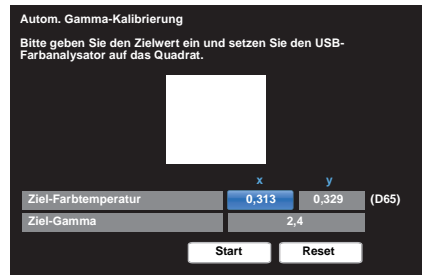 Autom. Gamma-Kalibrierung
Bitte geben Sie den Zielwert ein und setzen Sie den USB-
Farbanalysator auf das Quadrat.
x y
Ziel-Farbtemperatur 0,313 0,329 (D65)
Ziel-Gamma 2,4
Start Reset